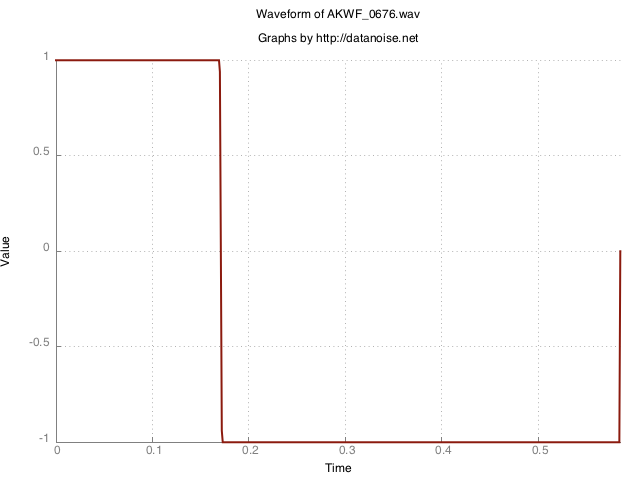 Waveform of AKWF_0676.wav
Graphs by http://datanoise.net
1
0.5
0
-0.5
-1
Value
0 0.1 0.2 0.3 0.4 0.5
Time